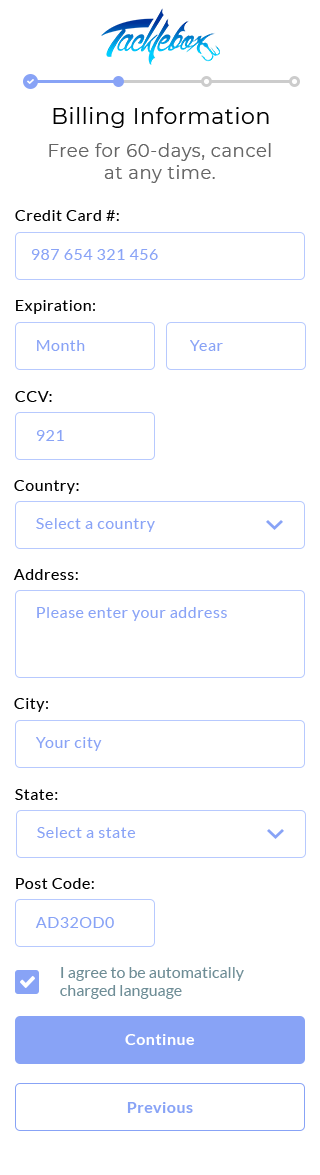 Tacklebox
Billing Information
Free for 60-days, cancel
at any time.
Credit Card #:
987 654 321 456
Expiration:
Month Year
CCV:
921
Country:
Select a country
Address:
Please enter your address
City:
Your city
State:
Select a state
Post Code:
AD32OD0
I agree to be automatically
charged language
Continue
Previous